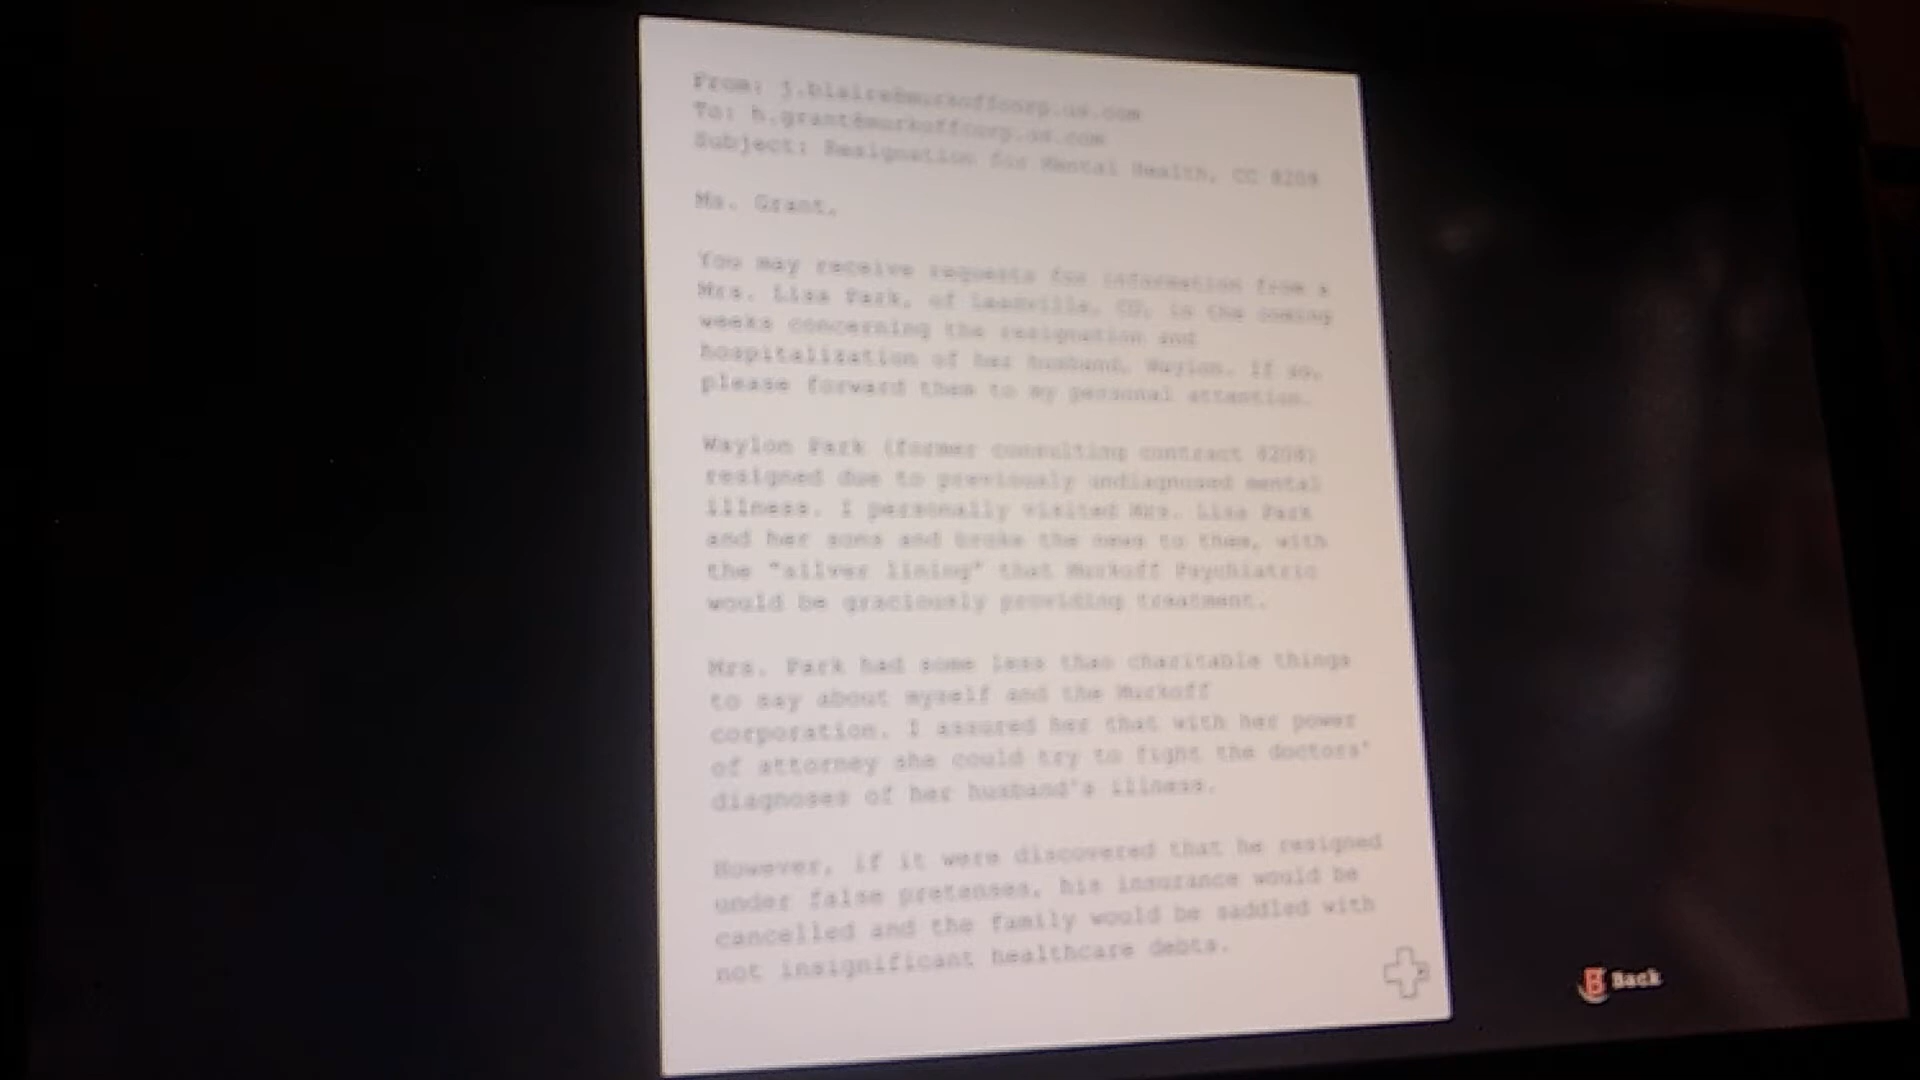 From: j.blaire@murkoffcorp.us.com
To: h.grant@murkoffcorp.us.com
Subject: Resignation for Mental Health, CC 8208
Ms. Grant,
You may receive requests for information from a
Mrs. Lisa Park, of Leadville, CO, in the coming
weeks concerning the resignation and
hospitalization of her husband, Waylon. If so,
please forward them to my personal attention.
Waylon Park (former consulting contract 8208)
resigned due to previously undiagnosed mental
illness. I personally visited Mrs. Lisa Park
and her sons and broke the news to them, with
the "silver lining" that Murkoff Psychiatric
would be graciously providing treatment.
Mrs. Park had some less than charitable things
to say about myself and the Murkoff
corporation. I assured her that with her power
of attorney she could try to fight the doctors'
diagnoses of her husband's illness.
However, if it were discovered that he resigned
under false pretenses, his insurance would be
cancelled and the family would be saddled with
not insignificant healthcare debts.
B Back